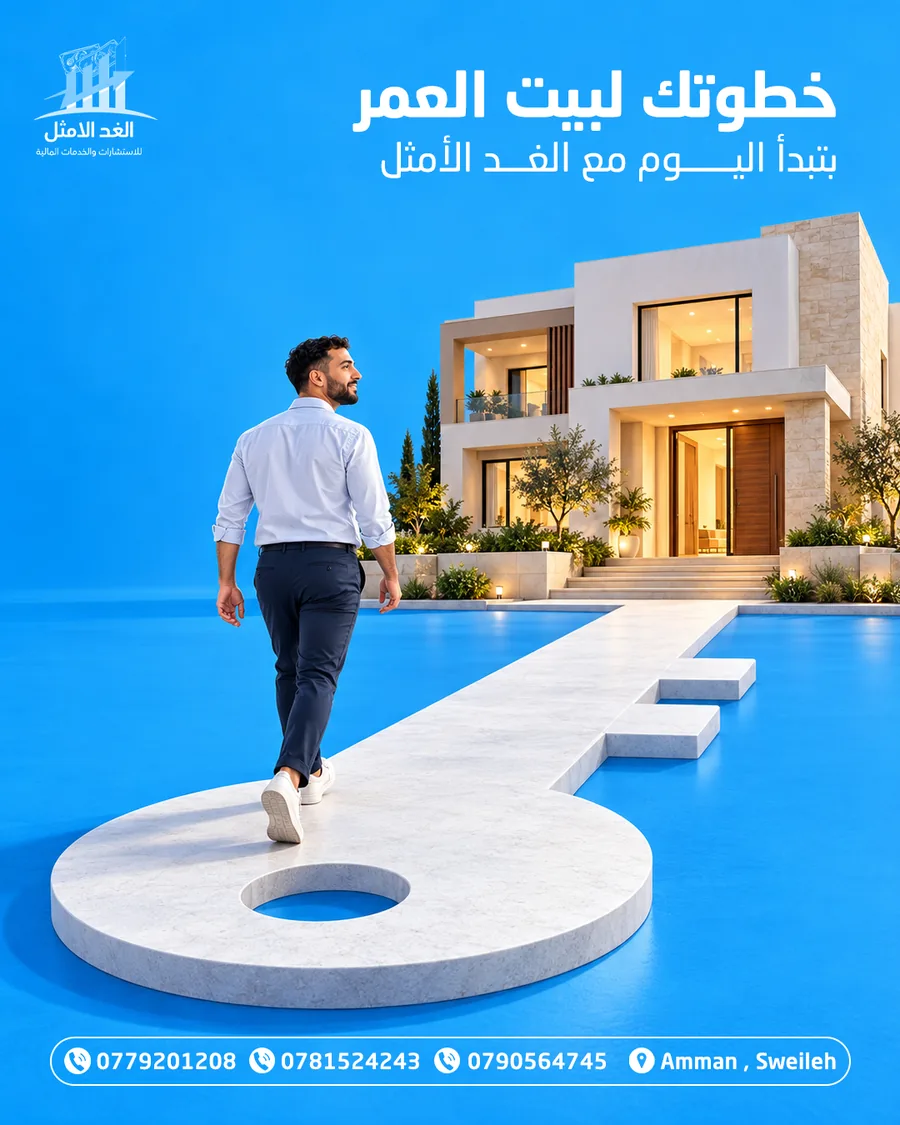 الغد الامثل
للاستشارات والخدمات المالية
خطوتك لبيت العمر
بتبدأ اليـــوم مع الغـــد الأمثل
0779201208 0781524243 0790564745 Amman , Sweileh